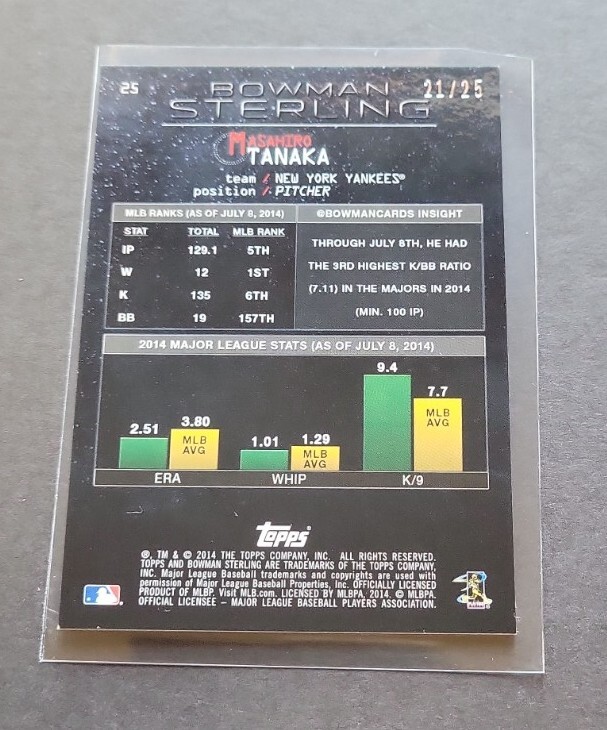 25
BOWMAN
21/25
STERLING
MASAHIRO
TANAKA
team / NEW YORK YANKEES®
position / PITCHER
MLB RANKS (AS OF JULY 8, 2014)
STAT TOTAL MLB RANK
IP 129.1 5TH
W 12 1ST
K 135 6TH
BB 19 157TH
@BOWMANCARDS INSIGHT
THROUGH JULY 8TH, HE HAD
THE 3RD HIGHEST K/BB RATIO
(7.11) IN THE MAJORS IN 2014
(MIN. 100 IP)
2014 MAJOR LEAGUE STATS (AS OF JULY 8, 2014)
2.51 3.80 1.01 1.29 9.4 7.7
MLB AVG MLB AVG MLB AVG
ERA WHIP K/9
topps®
®, TM & © 2014 THE TOPPS COMPANY, INC. ALL RIGHTS RESERVED.
TOPPS AND BOWMAN STERLING ARE TRADEMARKS OF THE TOPPS COMPANY,
INC. Major League Baseball trademarks and copyrights are used with
permission of Major League Baseball Properties, Inc. OFFICIALLY LICENSED
PRODUCT OF MLBP. Visit MLB.com. LICENSED BY MLBPA, 2014. © MLBPA.
OFFICIAL LICENSEE – MAJOR LEAGUE BASEBALL PLAYERS ASSOCIATION.